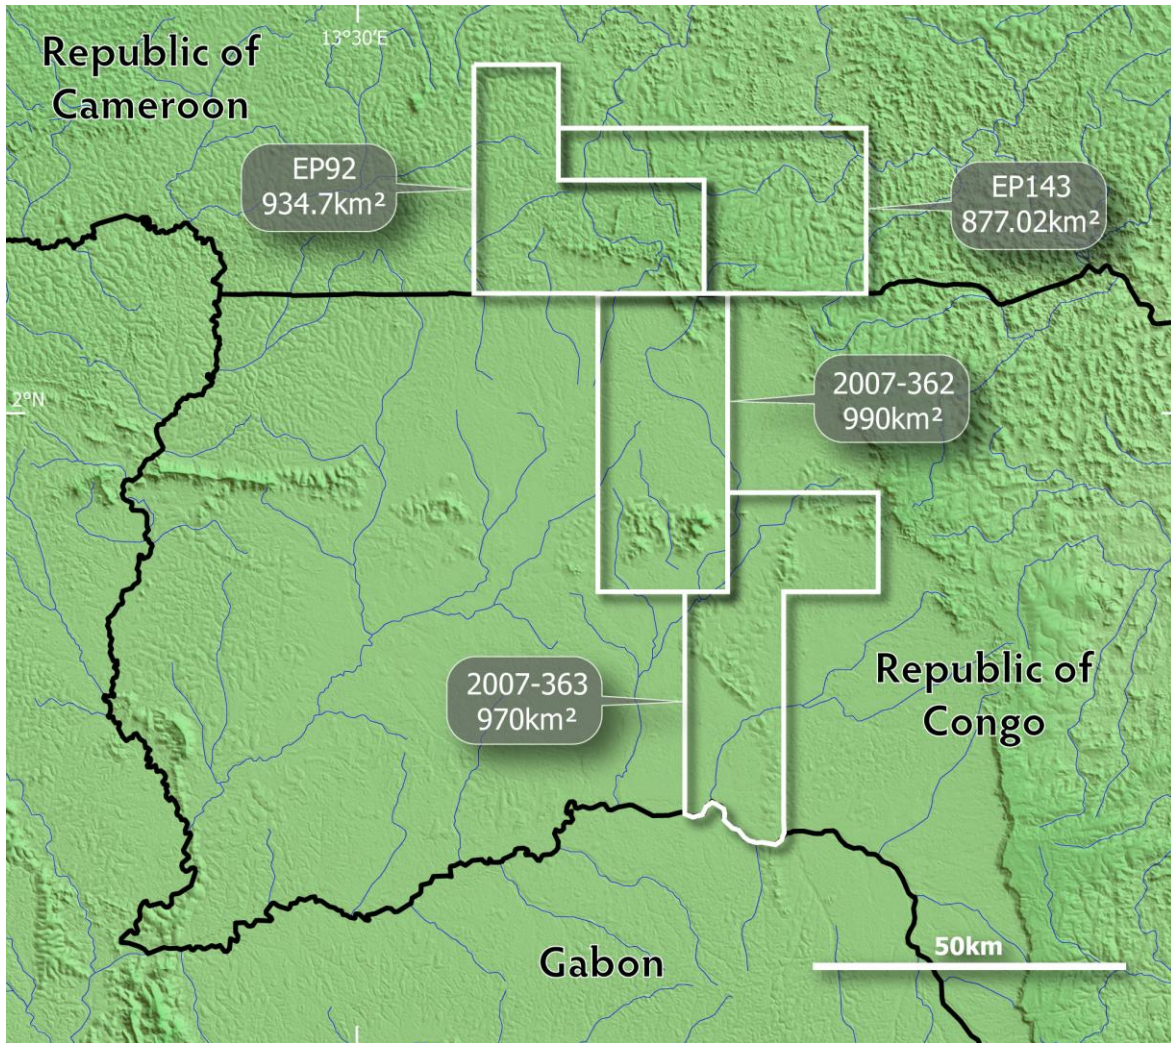 Republic of
Cameroon
13°30'E
EP92
934.7km²
EP143
877.02km²
2°N
2007-362
990km²
2007-363
970km²
Republic of
Congo
Gabon
50km